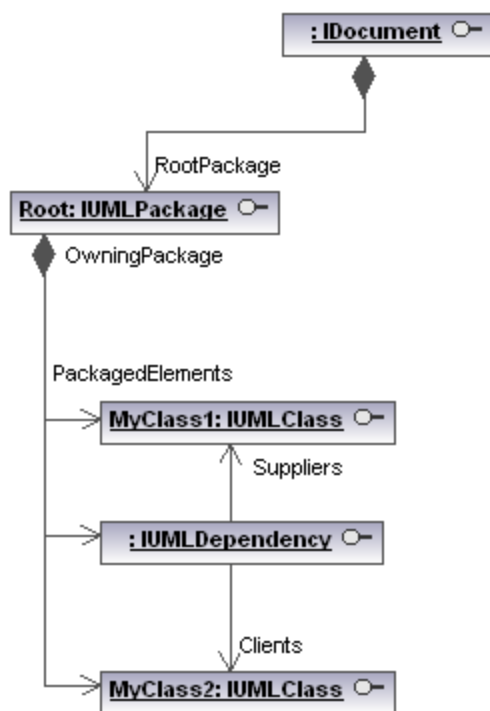 : IDocument
RootPackage
Root: IUMLPackage
OwningPackage
PackagedElements
MyClass1: IUMLClass
Suppliers
: IUMLDependency
Clients
MyClass2: IUMLClass